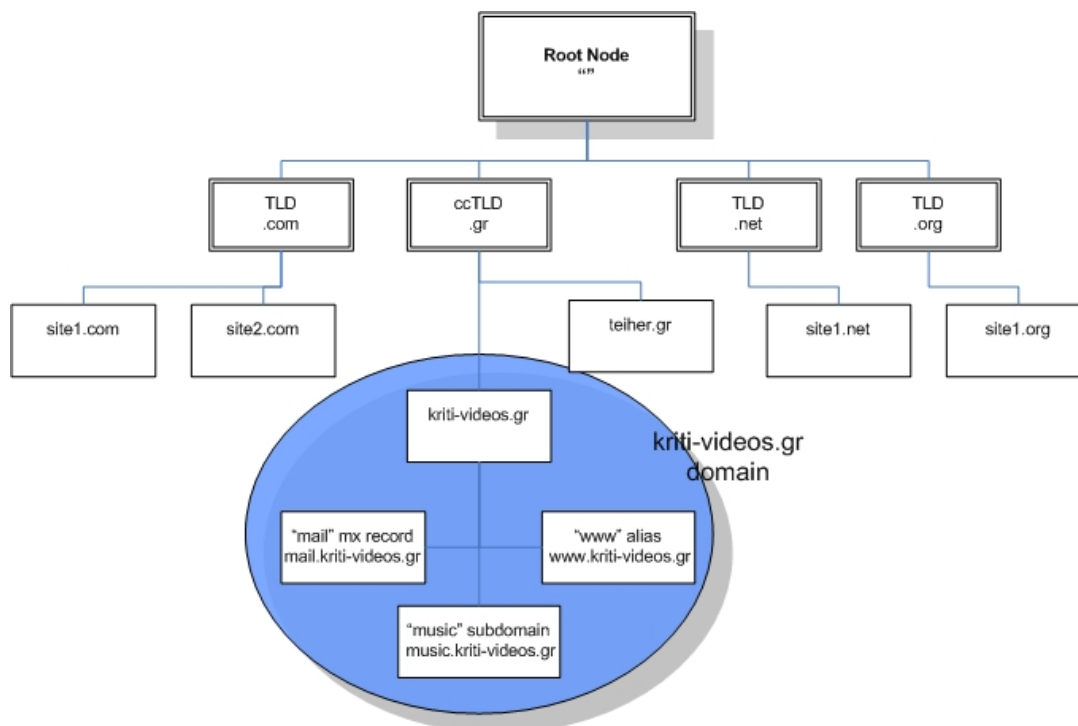 Root Node
“”
TLD
.com
ccTLD
.gr
TLD
.net
TLD
.org
site1.com
site2.com
teiher.gr
site1.net
site1.org
kriti-videos.gr
kriti-videos.gr
domain
“mail” mx record
mail.kriti-videos.gr
“www” alias
www.kriti-videos.gr
“music” subdomain
music.kriti-videos.gr